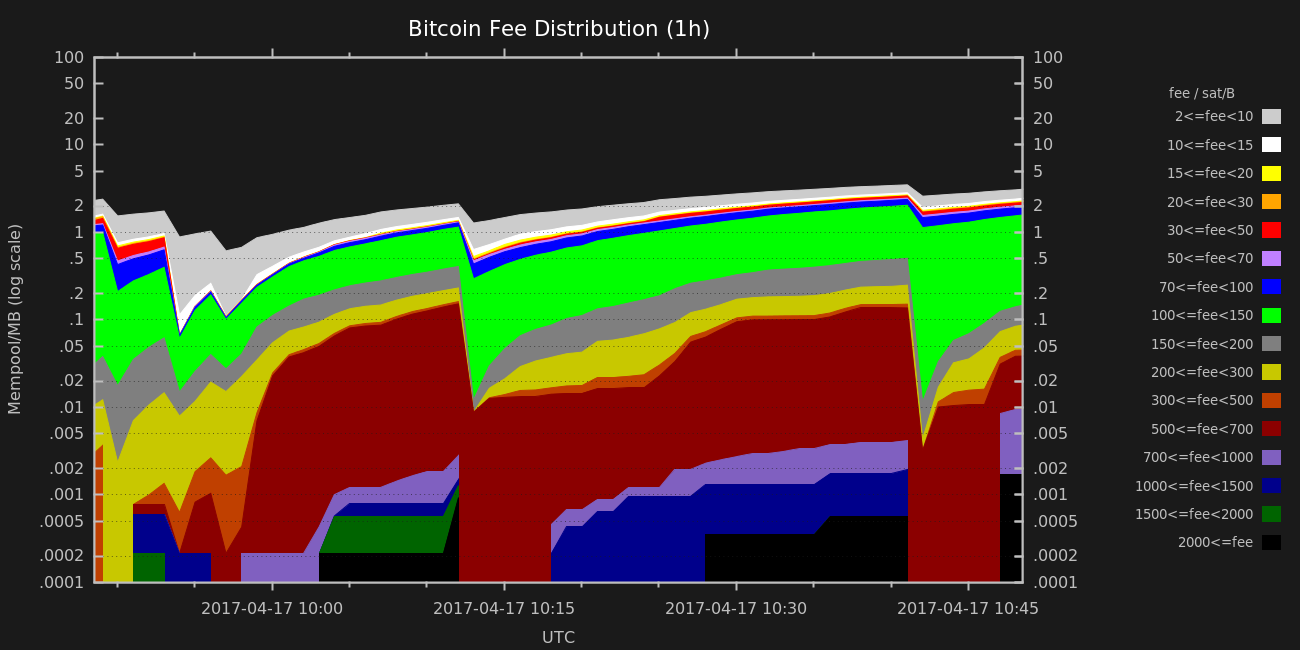 Bitcoin Fee Distribution (1h)
Mempool/MB (log scale)
100
50
20
10
5
2
1
.5
.2
.1
.05
.02
.01
.005
.002
.001
.0005
.0002
.0001
100
50
20
10
5
2
1
.5
.2
.1
.05
.02
.01
.005
.002
.001
.0005
.0002
.0001
2017-04-17 10:00
2017-04-17 10:15
2017-04-17 10:30
2017-04-17 10:45
UTC
fee / sat/B
2<=fee<10
10<=fee<15
15<=fee<20
20<=fee<30
30<=fee<50
50<=fee<70
70<=fee<100
100<=fee<150
150<=fee<200
200<=fee<300
300<=fee<500
500<=fee<700
700<=fee<1000
1000<=fee<1500
1500<=fee<2000
2000<=fee